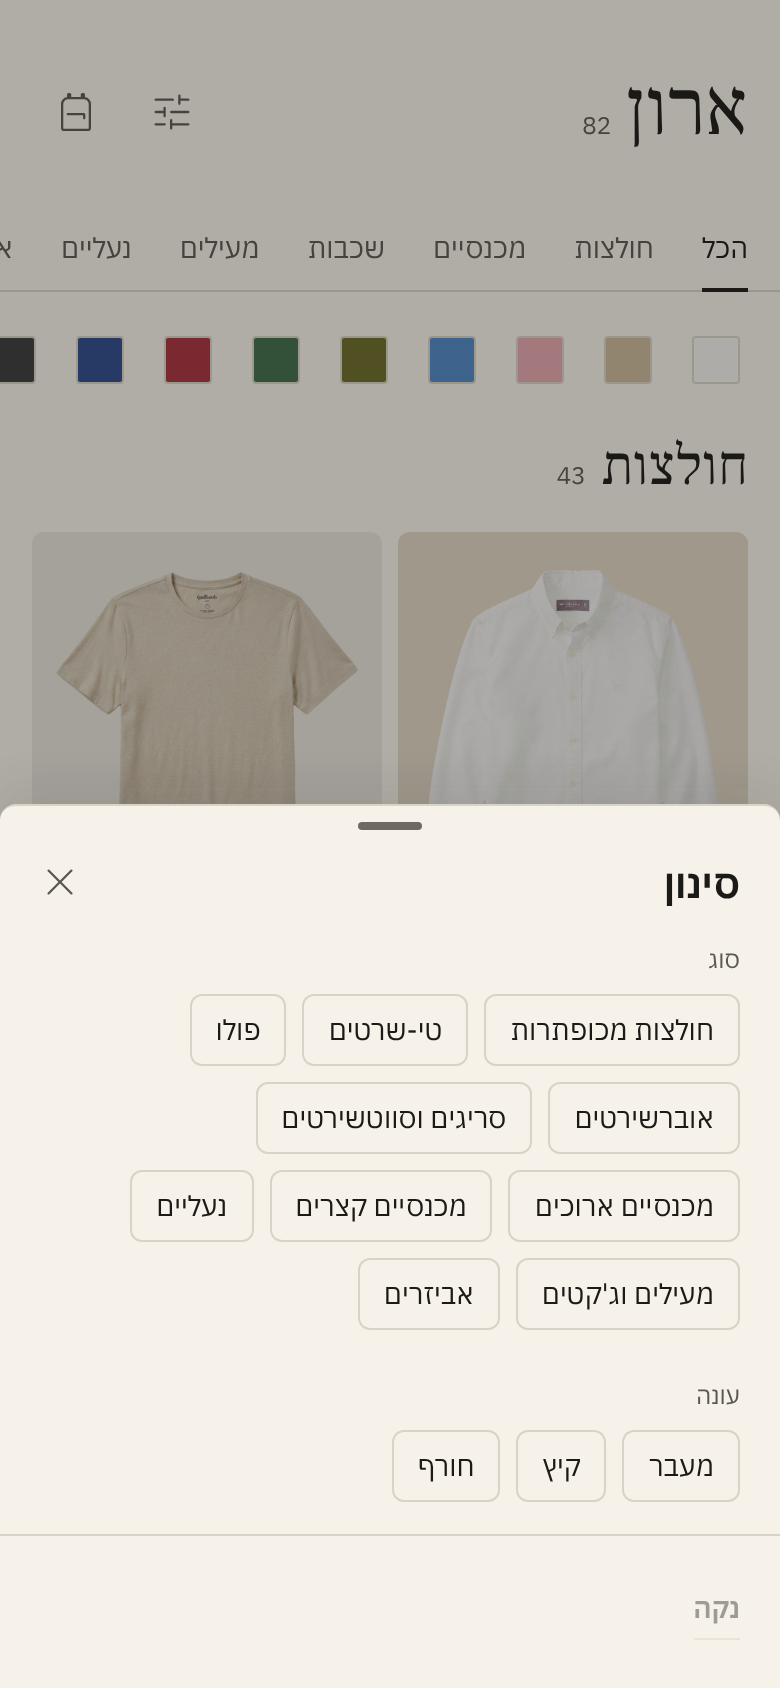 ארון 82
הכל חולצות מכנסיים שכבות מעילים נעליים א
חולצות 43
סינון
סוג
חולצות מכופתרות טי-שרטים פולו
אוברשירטים סריגים וסווטשירטים
מכנסיים ארוכים מכנסיים קצרים נעליים
מעילים וג'קטים אביזרים
עונה
מעבר קיץ חורף
נקה